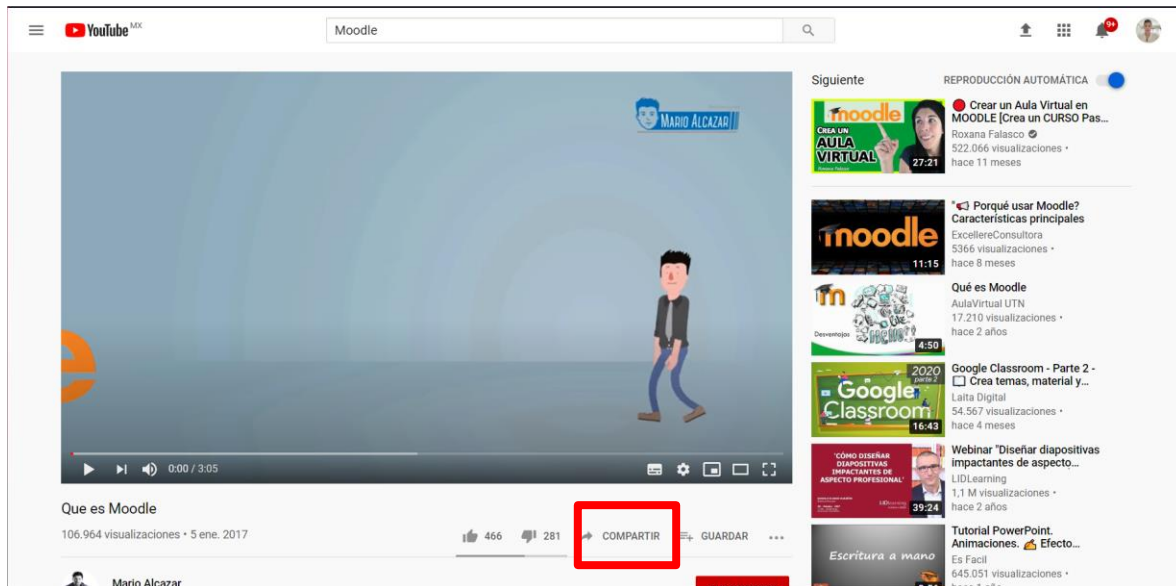 YouTube MX
Moodle
9+
MARIO ALCAZAR
0:00 / 3:05
Que es Moodle
106.964 visualizaciones • 5 ene. 2017
466
281
COMPARTIR
GUARDAR
Mario Alcazar
Siguiente
REPRODUCCIÓN AUTOMÁTICA
moodle
CREA UN
AULA
VIRTUAL
Roxana Falasco
27:21
Crear un Aula Virtual en
MOODLE [Crea un CURSO Pas...
Roxana Falasco
522.066 visualizaciones •
hace 11 meses
moodle
11:15
"📢 Porqué usar Moodle?
Características principales
ExcellereConsultora
5366 visualizaciones •
hace 8 meses
m
Desventajas
4:50
Qué es Moodle
AulaVirtual UTN
17.210 visualizaciones •
hace 2 años
2020
parte 2
Google
Classroom
16:43
Google Classroom - Parte 2 -
Crea temas, material y...
Laita Digital
54.567 visualizaciones •
hace 4 meses
'CÓMO DISEÑAR
DIAPOSITIVAS
IMPACTANTES DE
ASPECTO PROFESIONAL'
39:24
Webinar "Diseñar diapositivas
impactantes de aspecto...
LIDLearning
1,1 M visualizaciones •
hace 2 años
Escritura a mano
Tutorial PowerPoint.
Animaciones. ✍ Efecto...
Es Facil
645.051 visualizaciones •